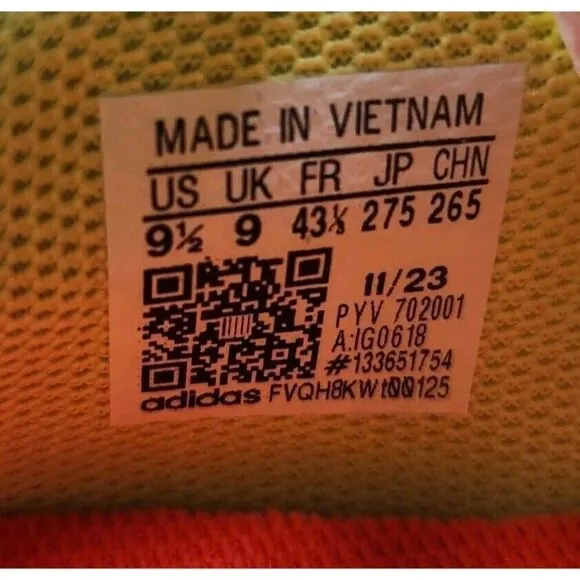 MADE IN VIETNAM
US UK FR JP CHN
9½ 9 43⅓ 275 265
11/23
PYV 702001
A:IG0618
#133651754
adidas FVQH8KWt00125